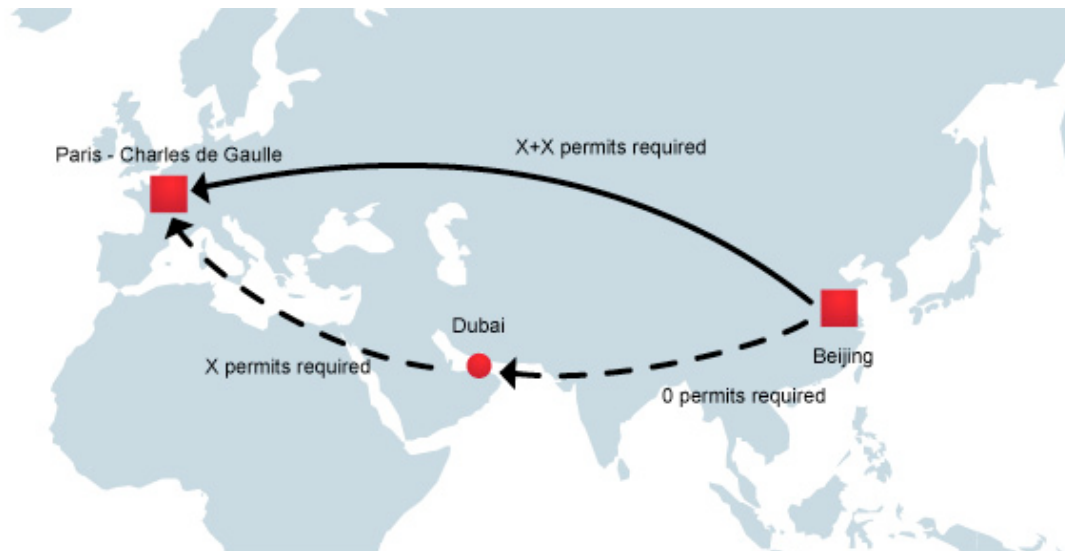 X+X permits required
Paris - Charles de Gaulle
Dubai
Beijing
X permits required
0 permits required